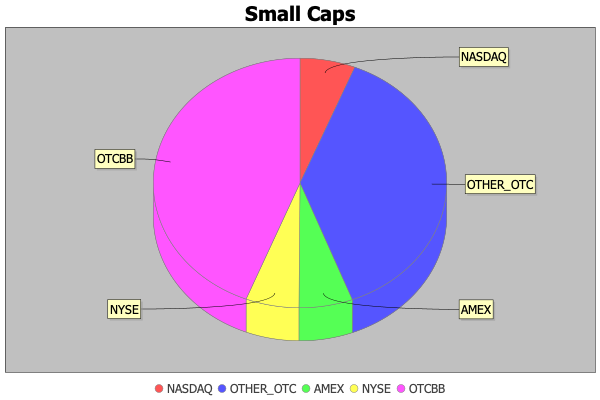 Small Caps
NASDAQ
OTCBB
OTHER_OTC
NYSE
AMEX
NASDAQ OTHER_OTC AMEX NYSE OTCBB